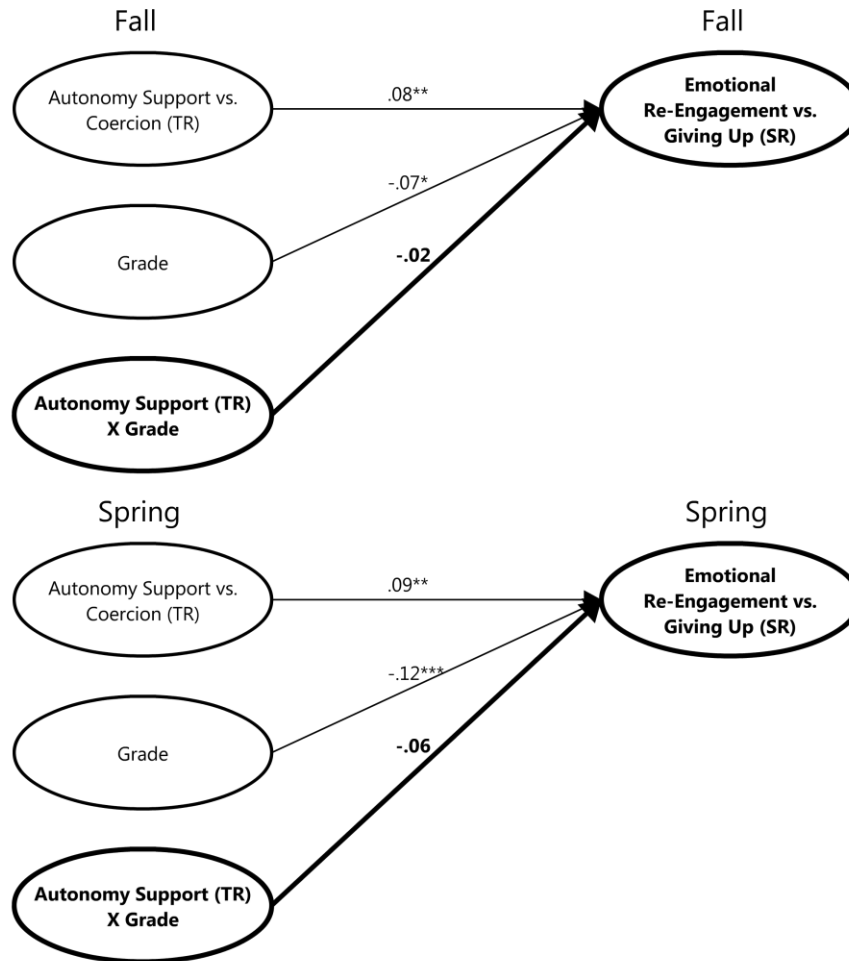 Fall
Fall
Autonomy Support vs.
Coercion (TR)
.08**
Emotional
Re-Engagement vs.
Giving Up (SR)
-.07*
Grade
-.02
Autonomy Support (TR)
X Grade
Spring
Spring
Autonomy Support vs.
Coercion (TR)
.09**
Emotional
Re-Engagement vs.
Giving Up (SR)
-.12***
Grade
-.06
Autonomy Support (TR)
X Grade